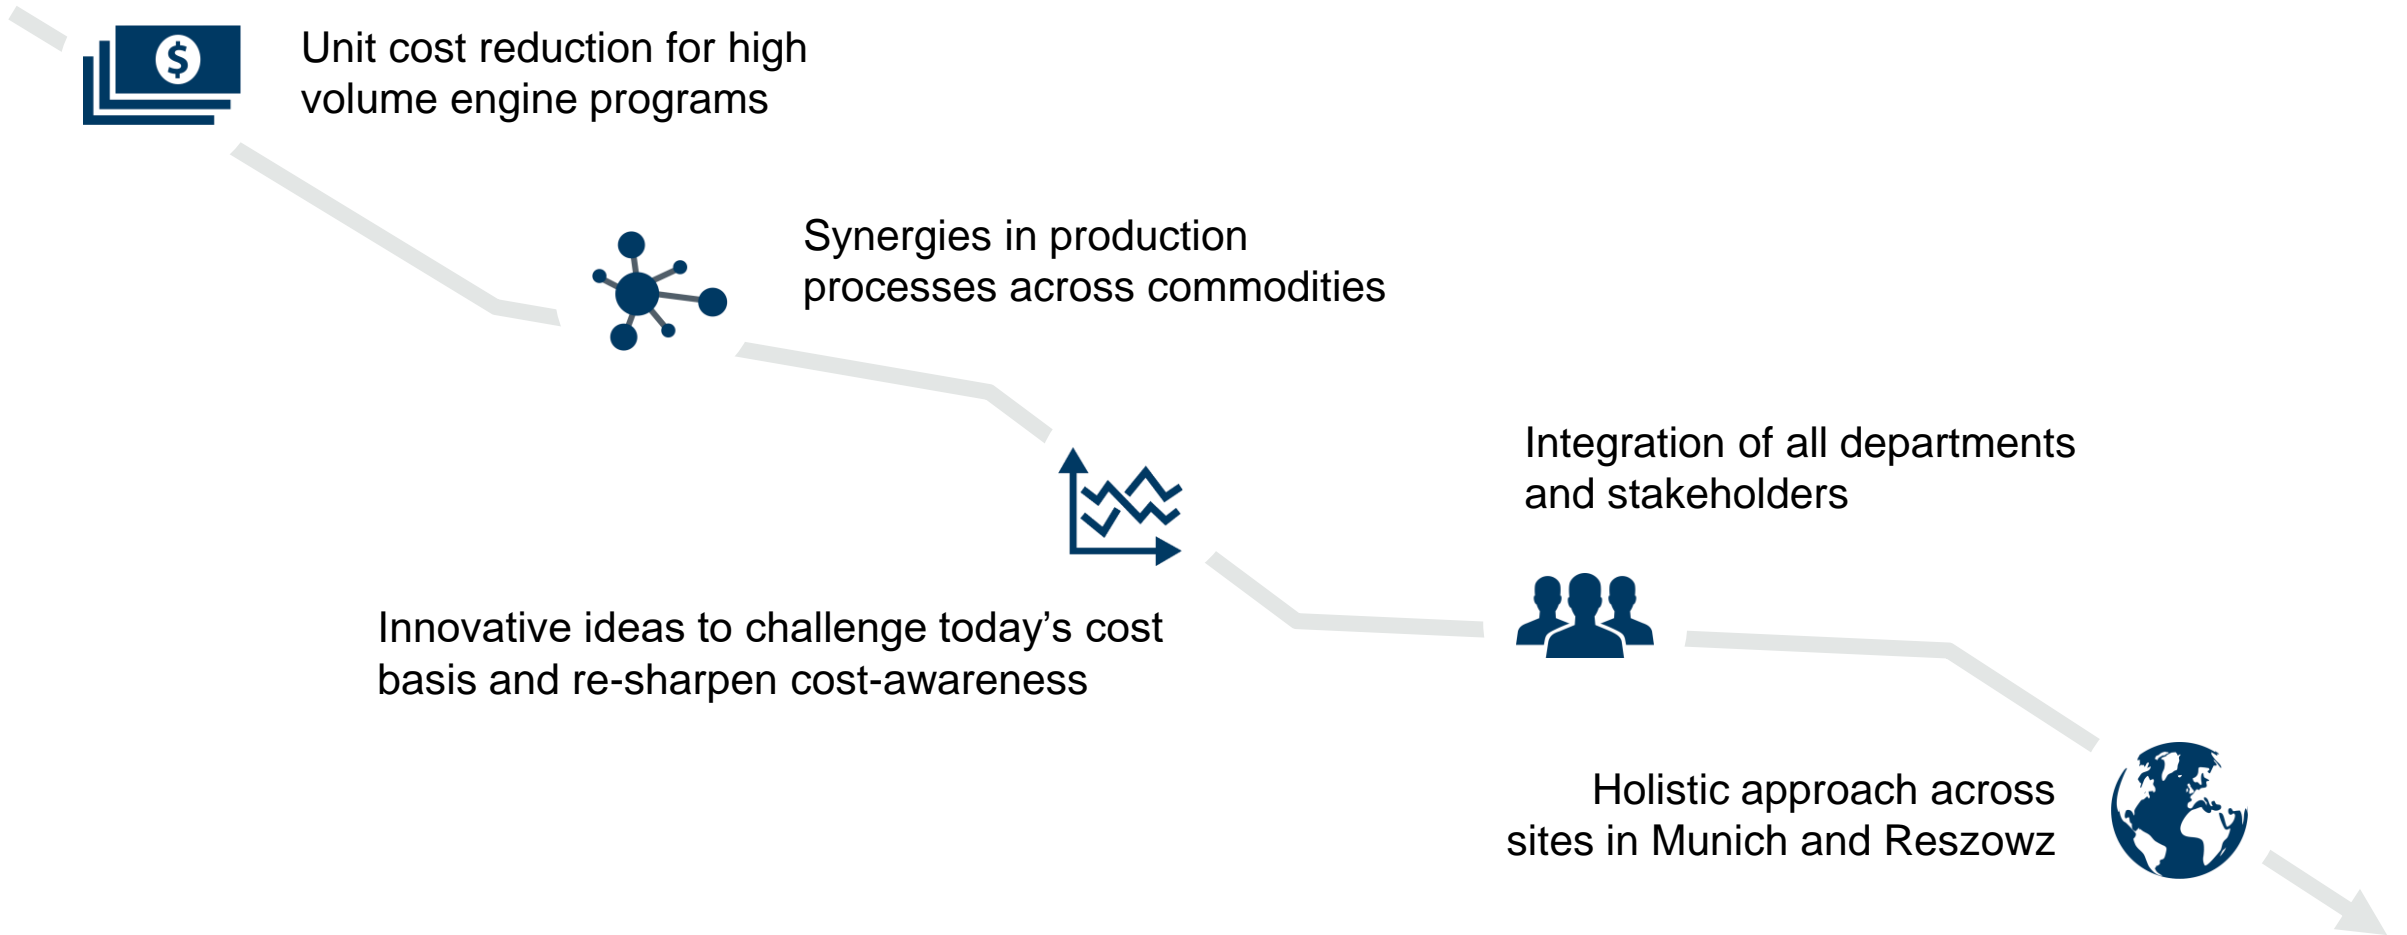 $
Unit cost reduction for high
volume engine programs
Synergies in production
processes across commodities
Innovative ideas to challenge today’s cost
basis and re-sharpen cost-awareness
Integration of all departments
and stakeholders
Holistic approach across
sites in Munich and Reszowz